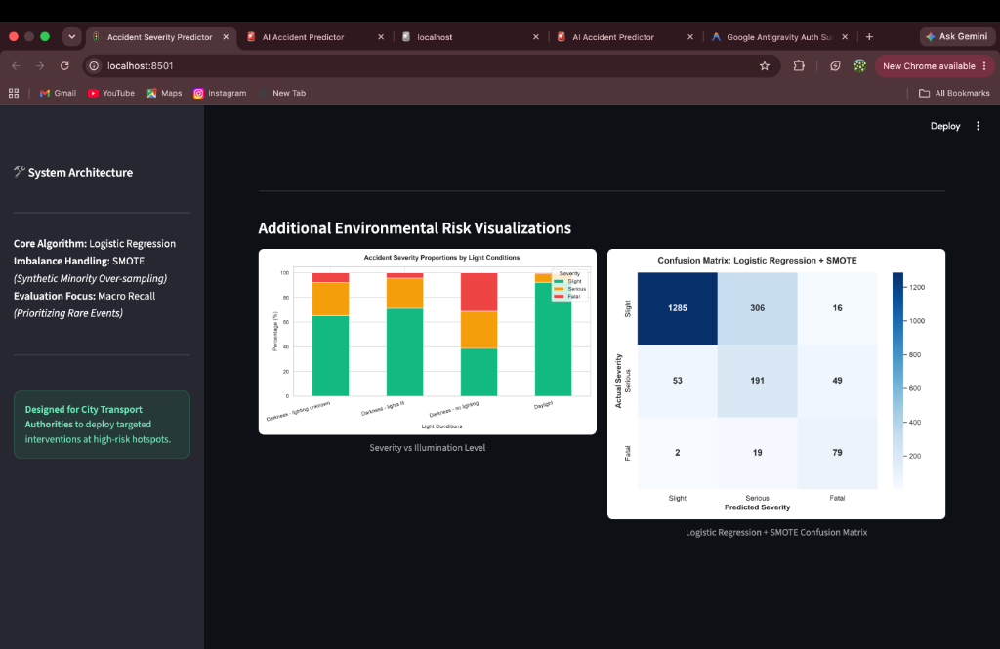 Accident Severity Predictor
AI Accident Predictor
localhost
AI Accident Predictor
Google Antigravity Auth Su
Ask Gemini
localhost:8501
New Chrome available
Gmail
YouTube
Maps
Instagram
New Tab
All Bookmarks
Deploy
System Architecture
Core Algorithm: Logistic Regression
Imbalance Handling: SMOTE
(Synthetic Minority Over-sampling)
Evaluation Focus: Macro Recall
(Prioritizing Rare Events)
Designed for City Transport
Authorities to deploy targeted
interventions at high-risk hotspots.
Additional Environmental Risk Visualizations
Accident Severity Proportions by Light Conditions
Severity
Slight
Serious
Fatal
Percentage (%)
100
80
60
40
20
0
Darkness - lighting unknown
Darkness - lights lit
Darkness - no lighting
Daylight
Light Conditions
Severity vs Illumination Level
Confusion Matrix: Logistic Regression + SMOTE
Actual Severity
Slight
1285 306 16
Serious
53 191 49
Fatal
2 19 79
Slight Serious Fatal
Predicted Severity
1200
1000
800
600
400
200
Logistic Regression + SMOTE Confusion Matrix